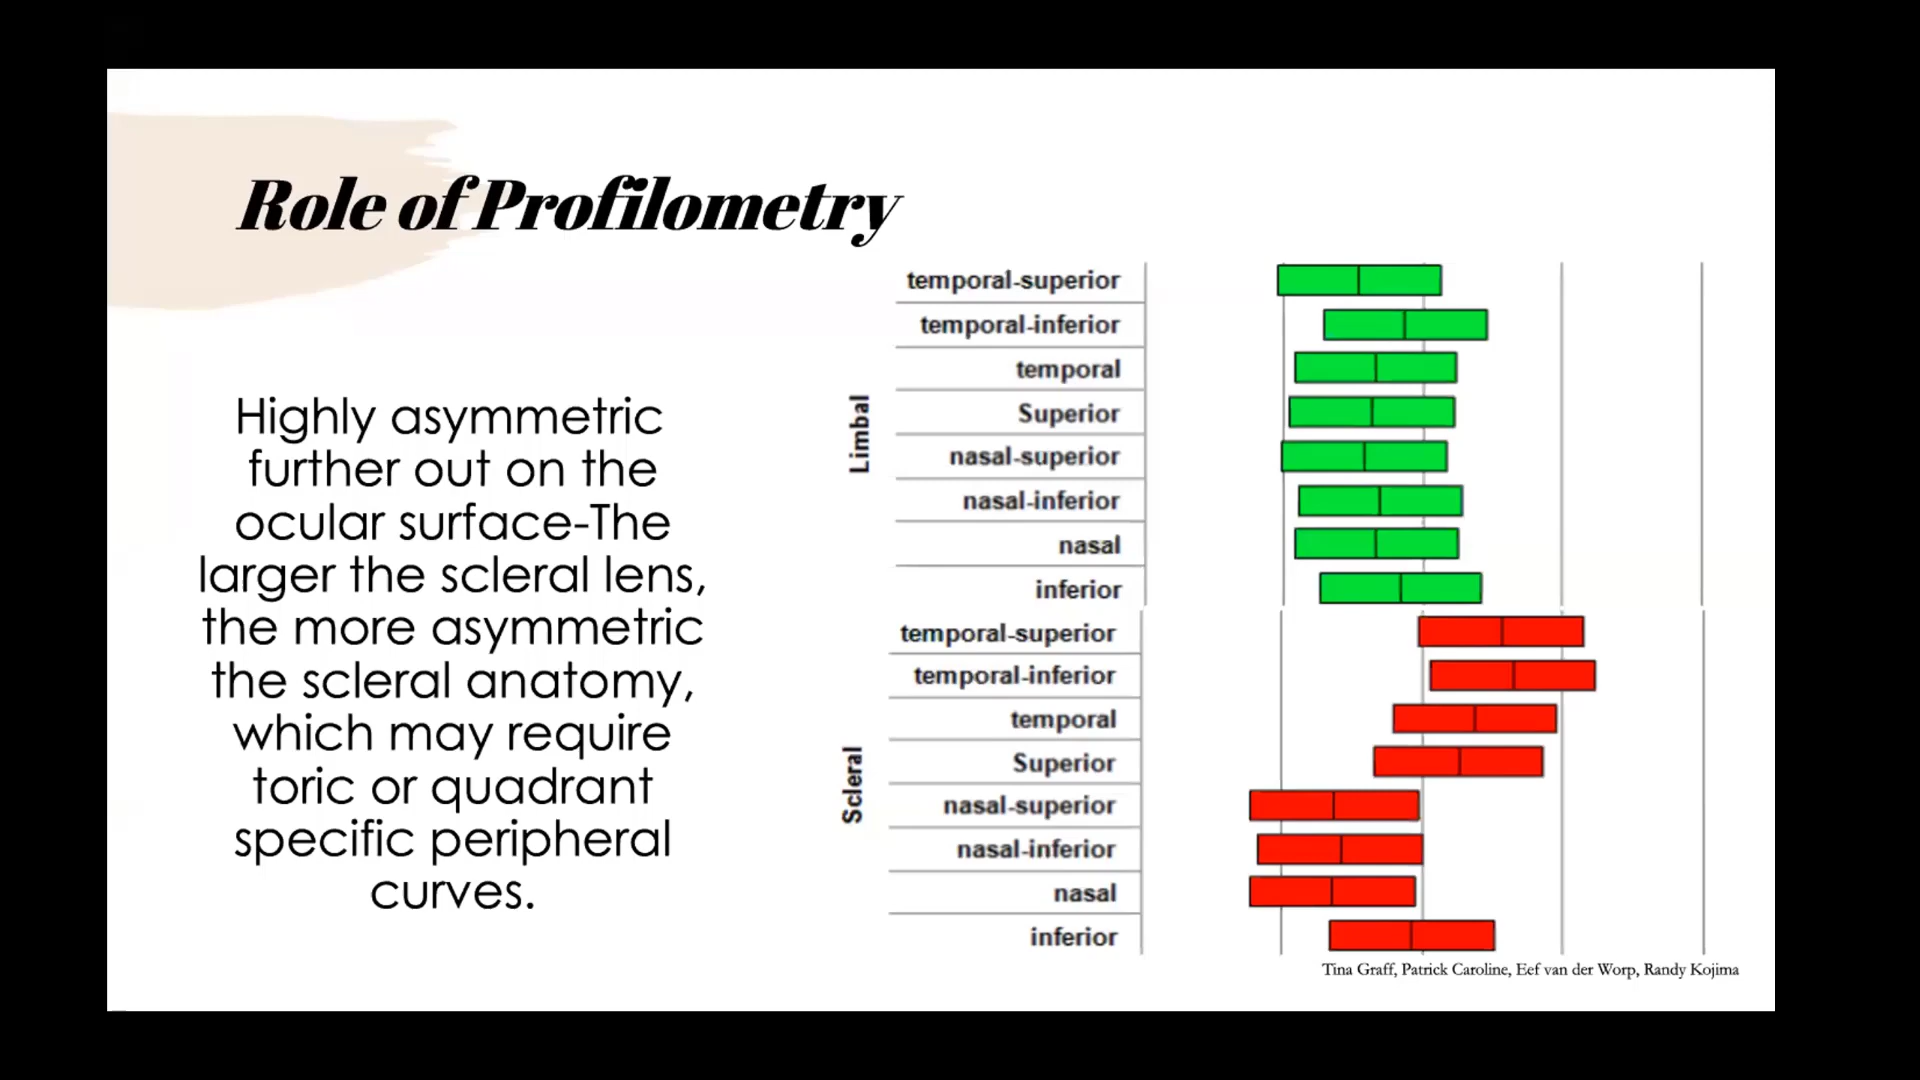 Role of Profilometry
Highly asymmetric
further out on the
ocular surface-The
larger the scleral lens,
the more asymmetric
the scleral anatomy,
which may require
toric or quadrant
specific peripheral
curves.
Limbal
temporal-superior
temporal-inferior
temporal
Superior
nasal-superior
nasal-inferior
nasal
inferior
Scleral
temporal-superior
temporal-inferior
temporal
Superior
nasal-superior
nasal-inferior
nasal
inferior
Tina Graff, Patrick Caroline, Eef van der Worp, Randy Kojima